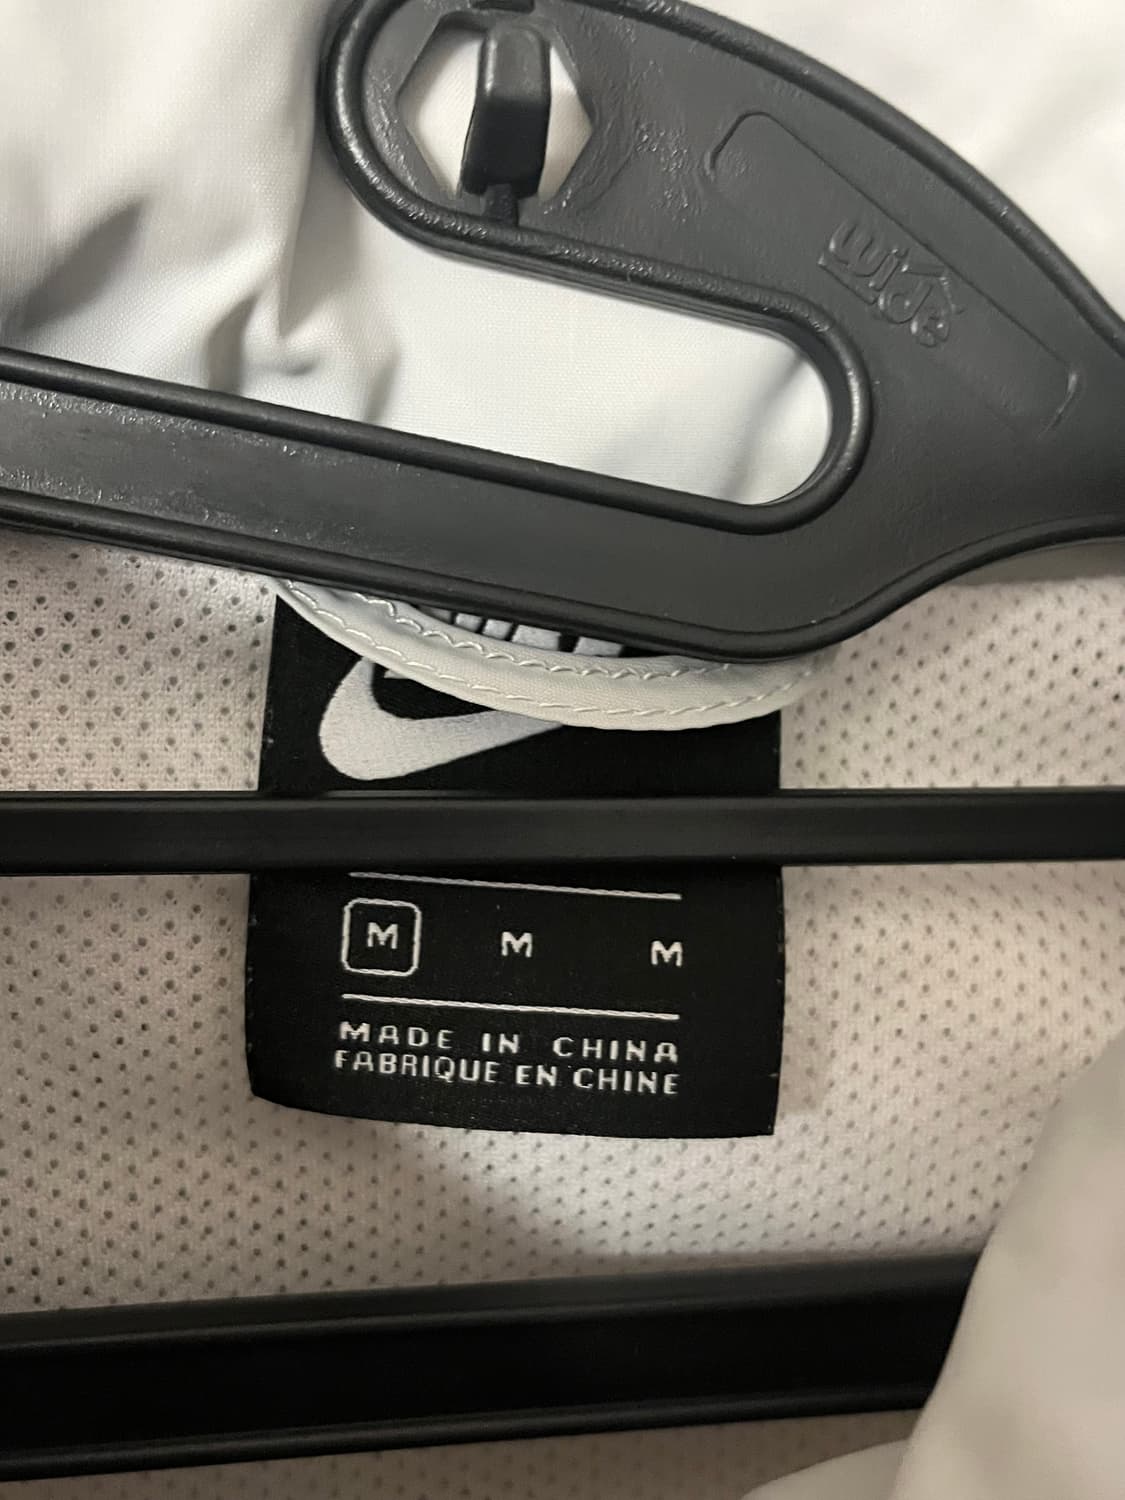 wide
M M M
MADE IN CHINA
FABRIQUE EN CHINE